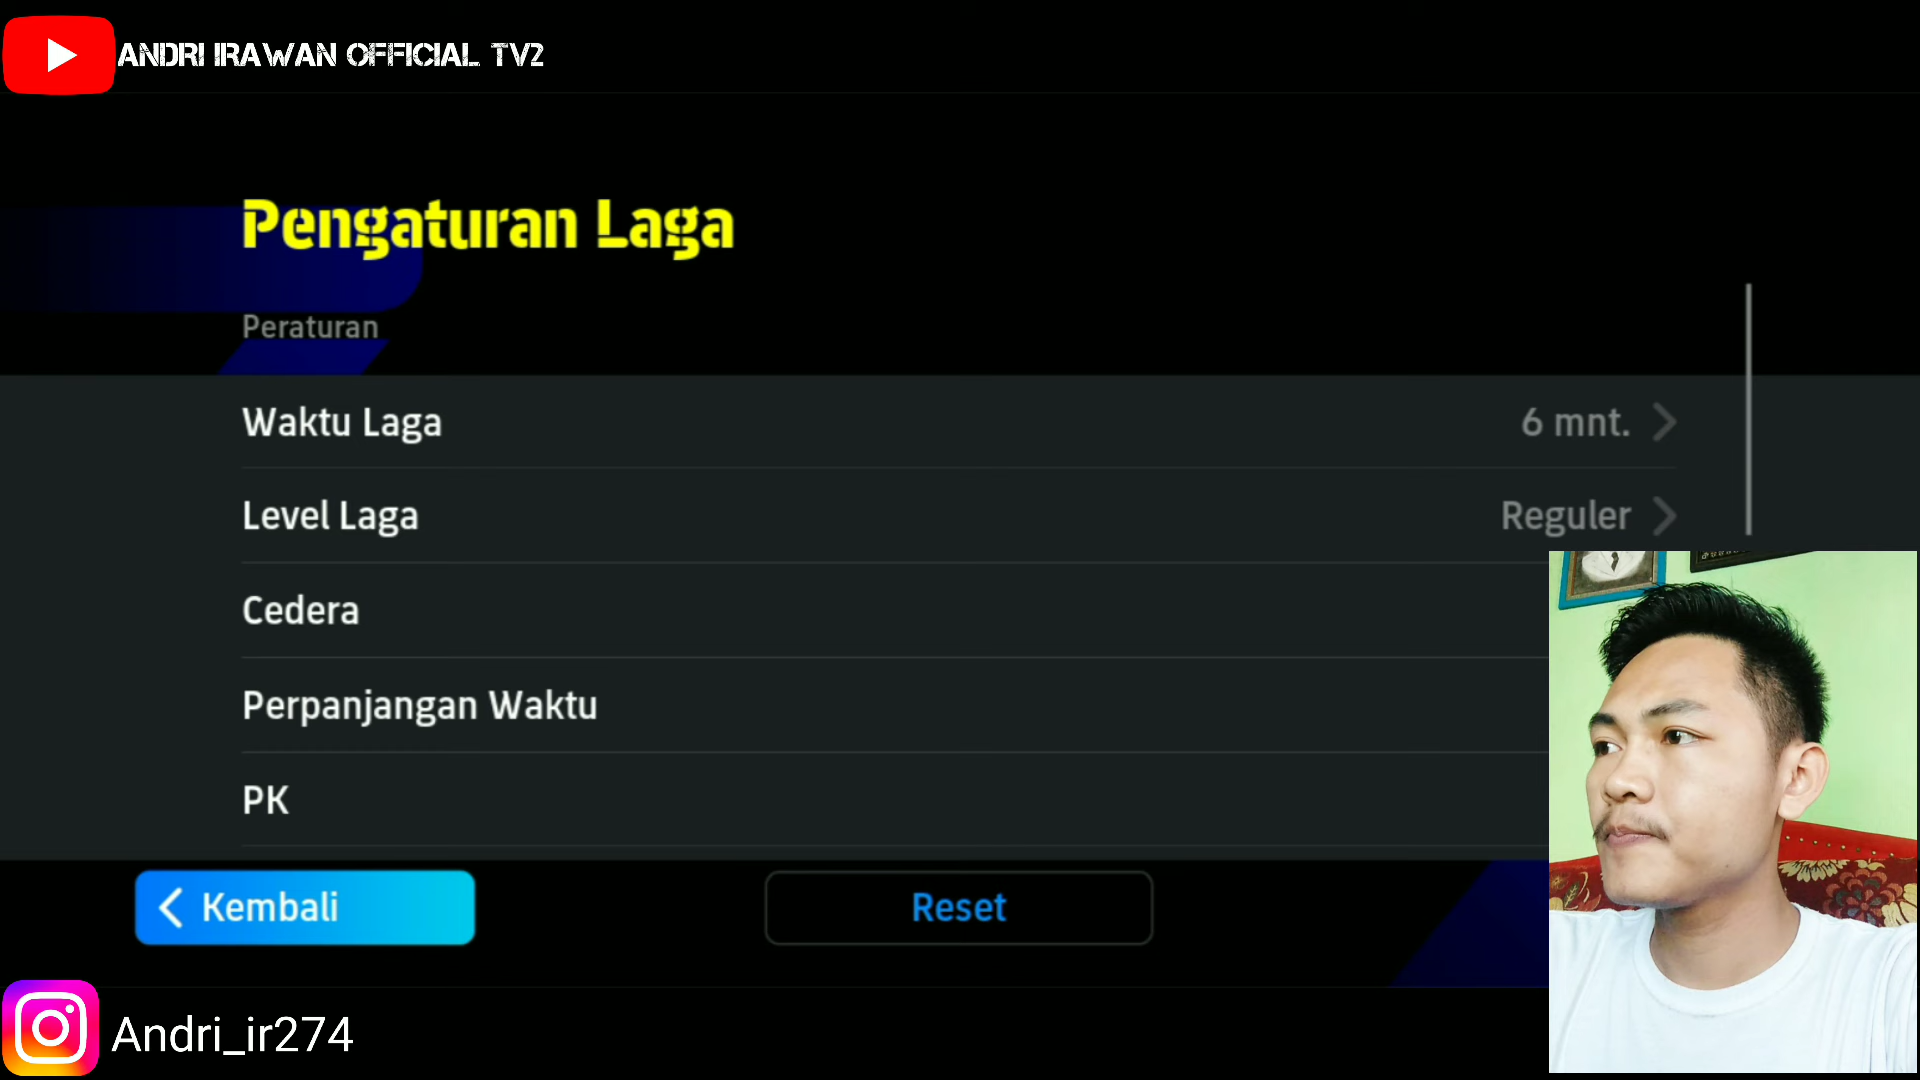 ANDRI IRAWAN OFFICIAL TV2
Pengaturan Laga
Peraturan
Waktu Laga
6 mnt.
Level Laga
Reguler
Cedera
Perpanjangan Waktu
PK
Kembali
Reset
Andri_ir274